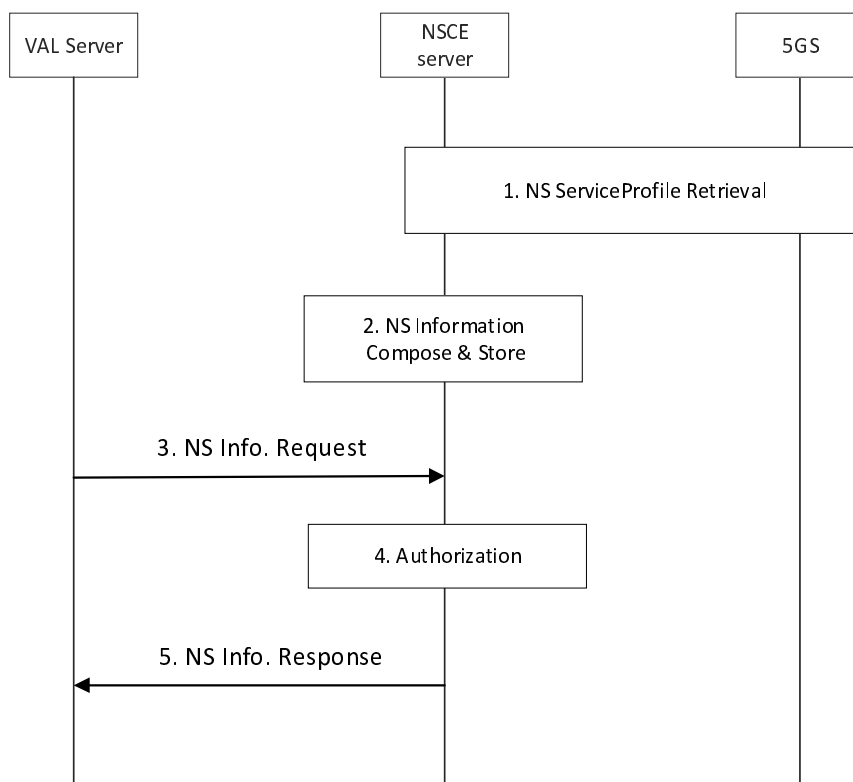 VAL Server
NSCE
server
5GS
1. NS ServiceProfile Retrieval
2. NS Information
Compose & Store
3. NS Info. Request
4. Authorization
5. NS Info. Response